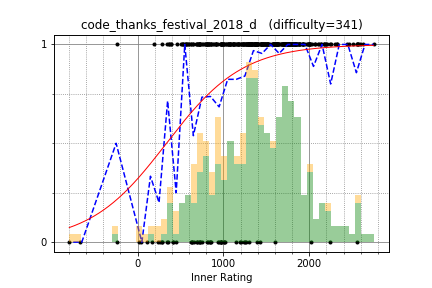 code_thanks_festival_2018_d (difficulty=341)
1
0
0 1000 2000
Inner Rating